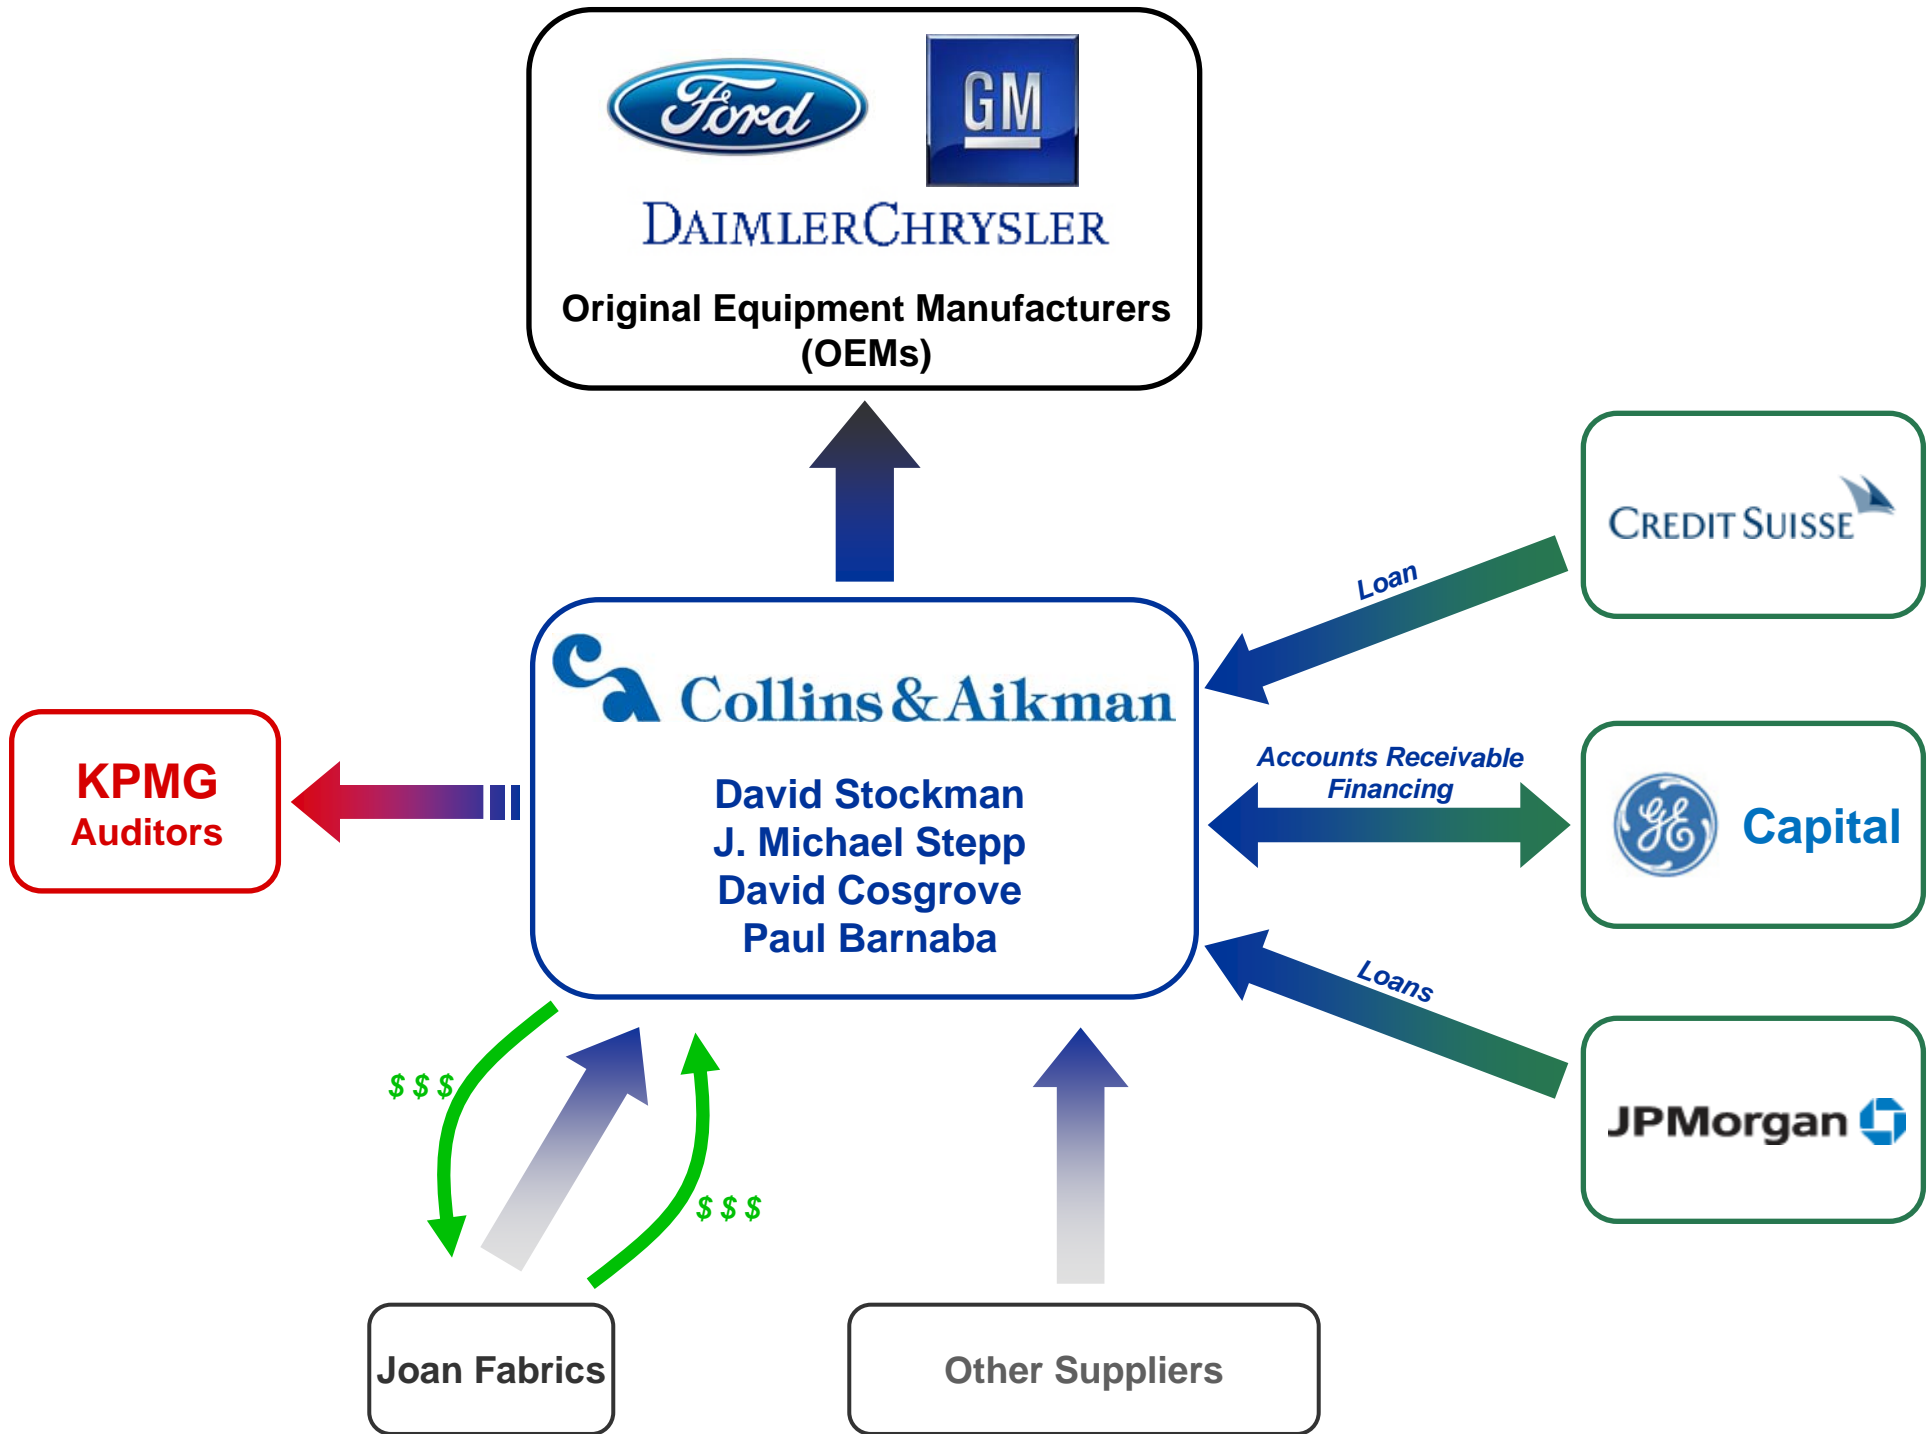 Ford
GM
DAIMLERCHRYSLER
Original Equipment Manufacturers
(OEMs)
CREDIT SUISSE
Loan
Collins & Aikman
David Stockman
J. Michael Stepp
David Cosgrove
Paul Barnaba
KPMG
Auditors
Accounts Receivable
Financing
GE Capital
Loans
JPMorgan
$ $ $
$ $ $
Joan Fabrics
Other Suppliers